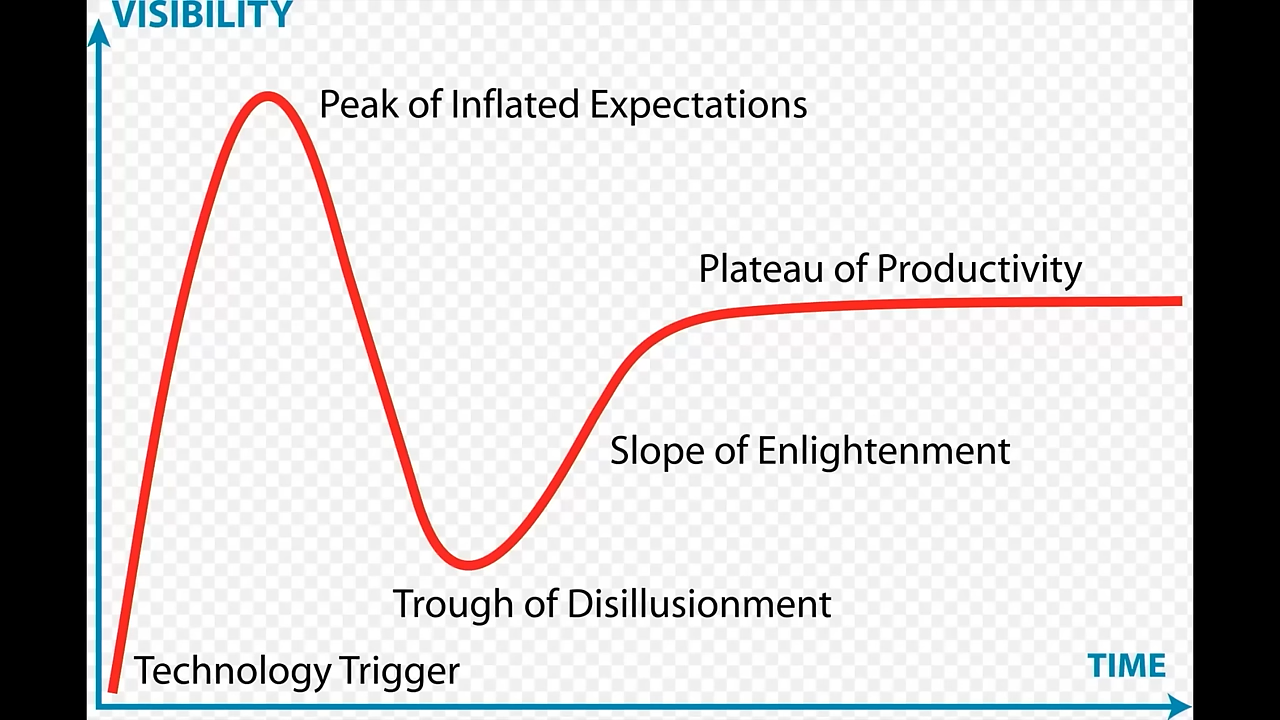 VISIBILITY
Peak of Inflated Expectations
Plateau of Productivity
Slope of Enlightenment
Trough of Disillusionment
Technology Trigger
TIME